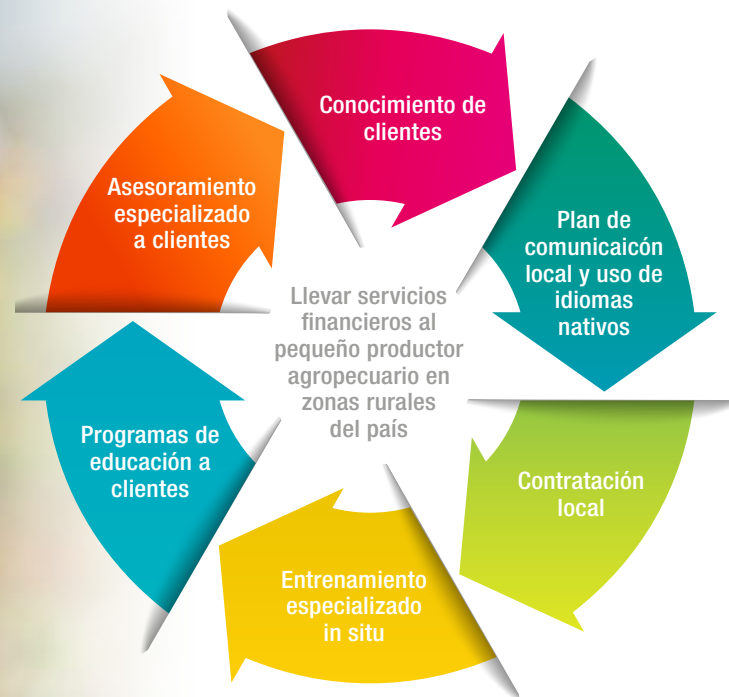 Conocimiento de
clientes
Plan de
comunicaicón
local y uso de
idiomas
nativos
Contratación
local
Entrenamiento
especializado
in situ
Programas de
educación a
clientes
Asesoramiento
especializado
a clientes
Llevar servicios
financieros al
pequeño productor
agropecuario en
zonas rurales
del país